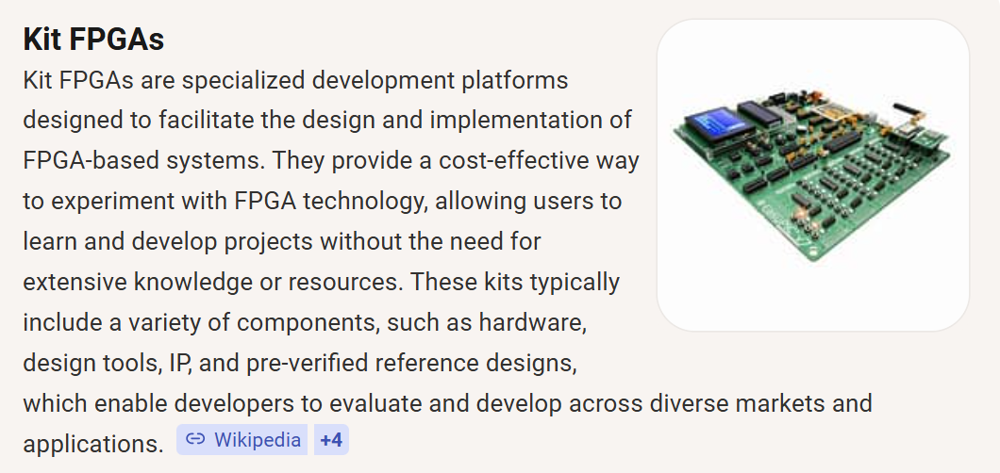 Kit FPGAs
Kit FPGAs are specialized development platforms
designed to facilitate the design and implementation of
FPGA-based systems. They provide a cost-effective way
to experiment with FPGA technology, allowing users to
learn and develop projects without the need for
extensive knowledge or resources. These kits typically
include a variety of components, such as hardware,
design tools, IP, and pre-verified reference designs,
which enable developers to evaluate and develop across diverse markets and
applications. Wikipedia +4